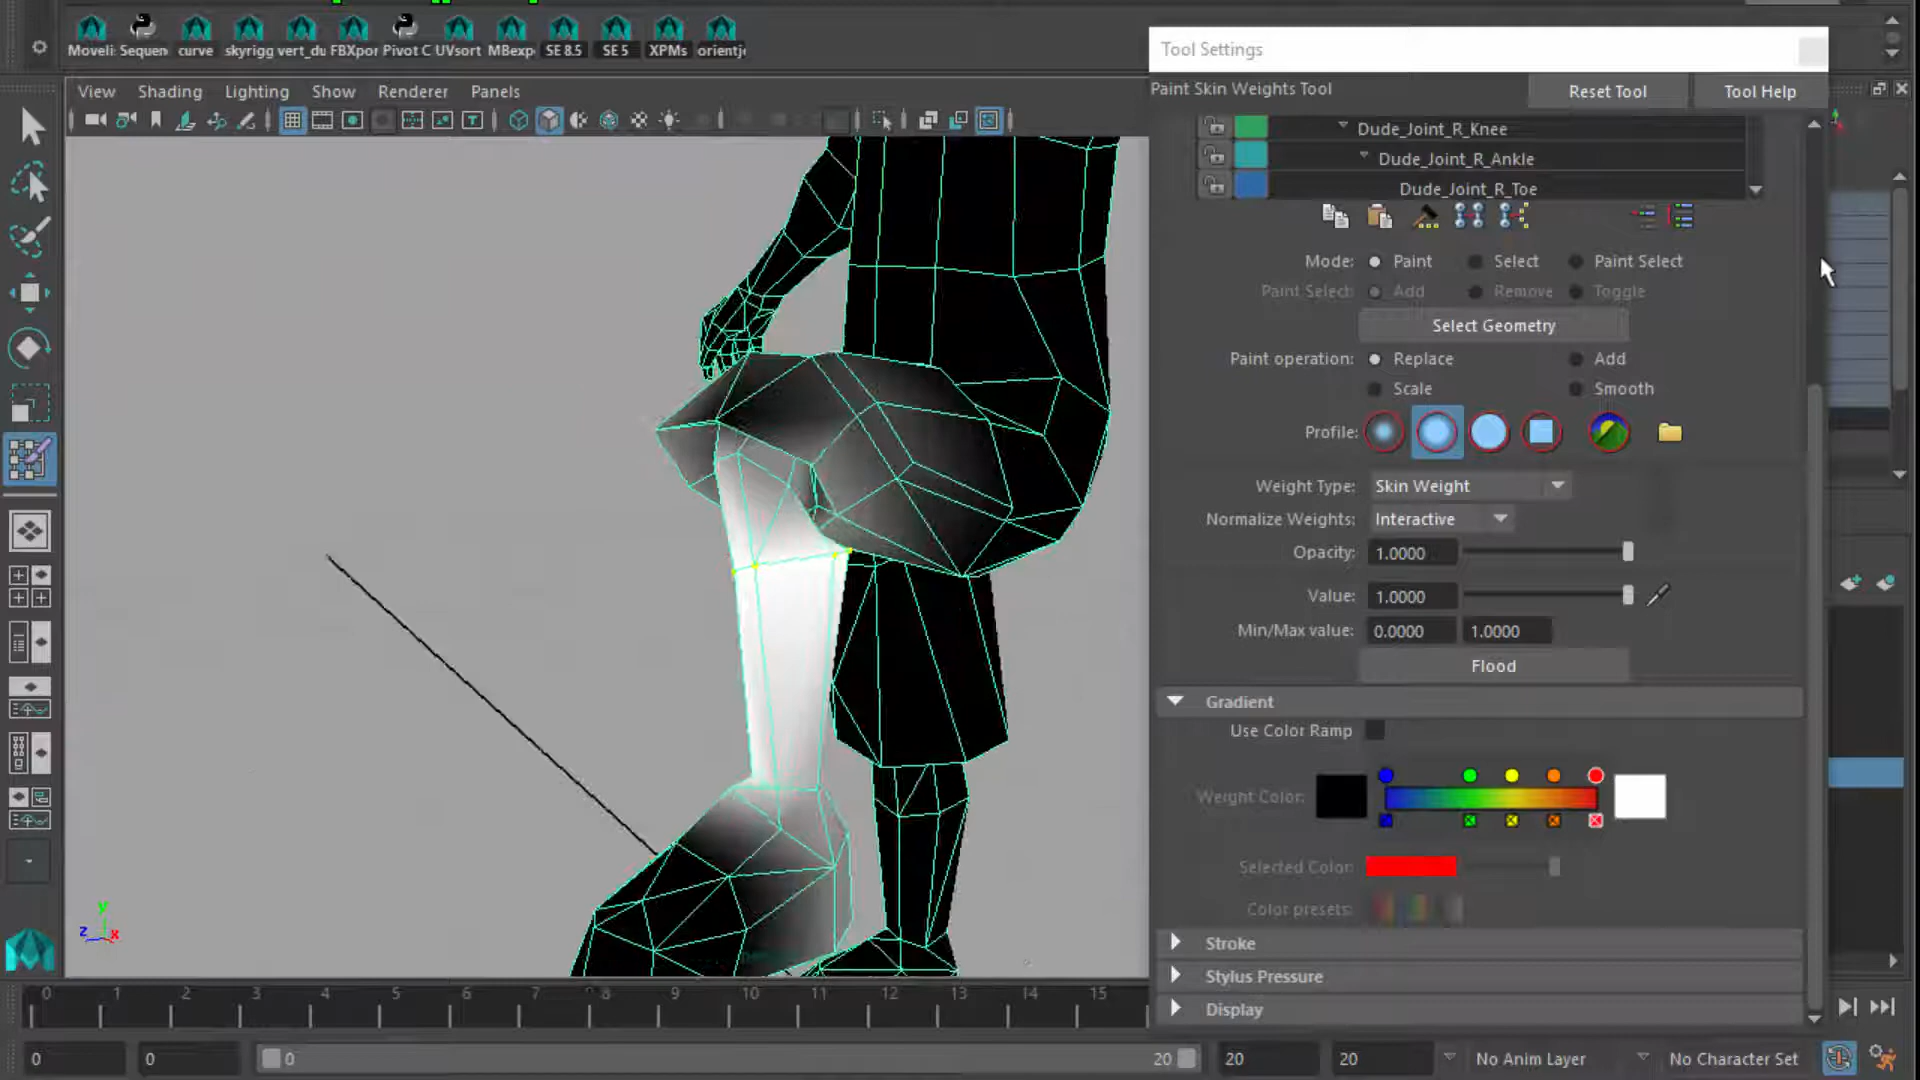 Moveli: Sequen curve skyrigg vert_du FBXpor Pivot C UVsort MBexp SE 8.5 SE 5 XPMs orientj
Tool Settings
View Shading Lighting Show Renderer Panels
Paint Skin Weights Tool
Reset Tool Tool Help
Dude_Joint_R_Knee
Dude_Joint_R_Ankle
Dude_Joint_R_Toe
Mode: Paint Select Paint Select
Paint Select: Add Remove Toggle
Select Geometry
Paint operation: Replace Add
Scale Smooth
Profile:
Weight Type: Skin Weight
Normalize Weights: Interactive
Opacity: 1.0000
Value: 1.0000
Min/Max value: 0.0000 1.0000
Flood
Gradient
Use Color Ramp
Weight Color:
Selected Color:
Color presets:
Stroke
Stylus Pressure
Display
y
z x
0 1 2 3 4 5 6 7 8 9 10 11 12 13 14 15
0 0 0 20 20 20 No Anim Layer No Character Set